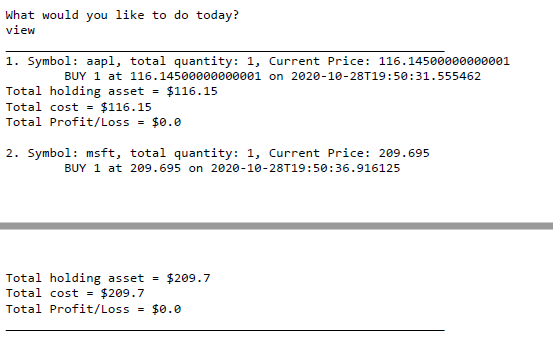 What would you like to do today?
view
1. Symbol: aapl, total quantity: 1, Current Price: 116.14500000000001
BUY 1 at 116.14500000000001 on 2020-10-28T19:50:31.555462
Total holding asset = $116.15
Total cost = $116.15
Total Profit/Loss = $0.0
2. Symbol: msft, total quantity: 1, Current Price: 209.695
BUY 1 at 209.695 on 2020-10-28T19:50:36.916125
Total holding asset = $209.7
Total cost = $209.7
Total Profit/Loss = $0.0